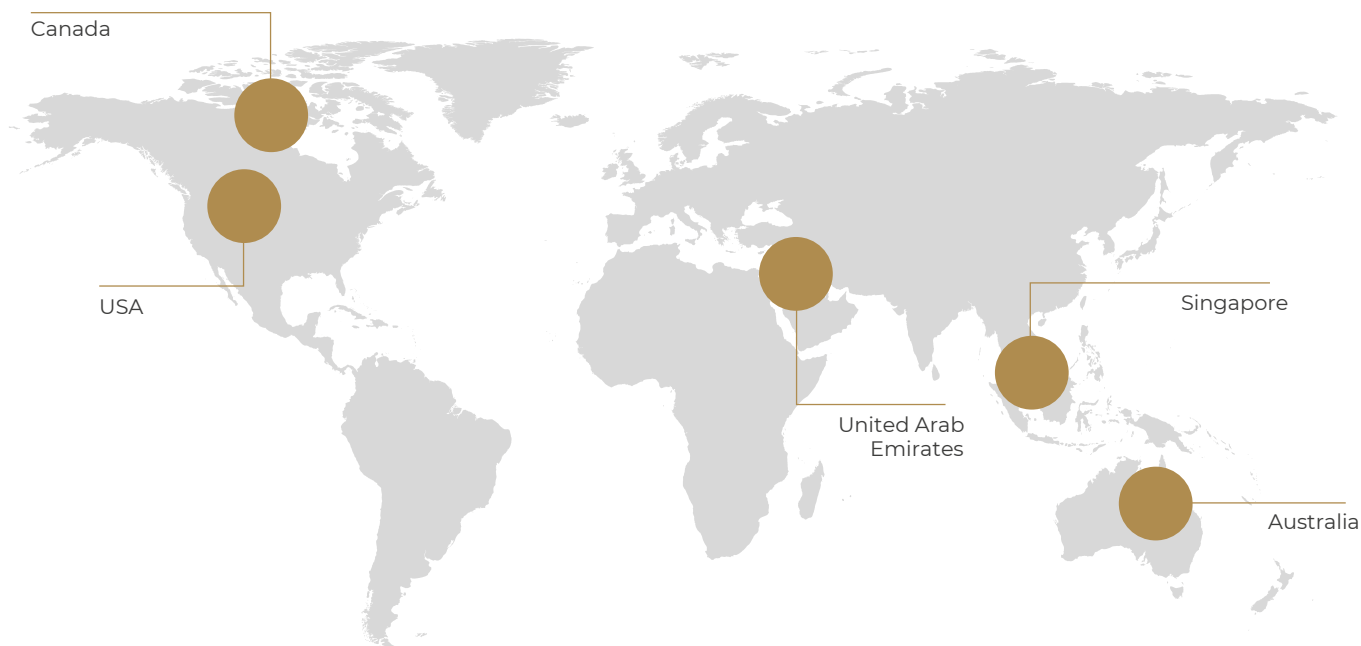 Canada
USA
Singapore
United Arab
Emirates
Australia